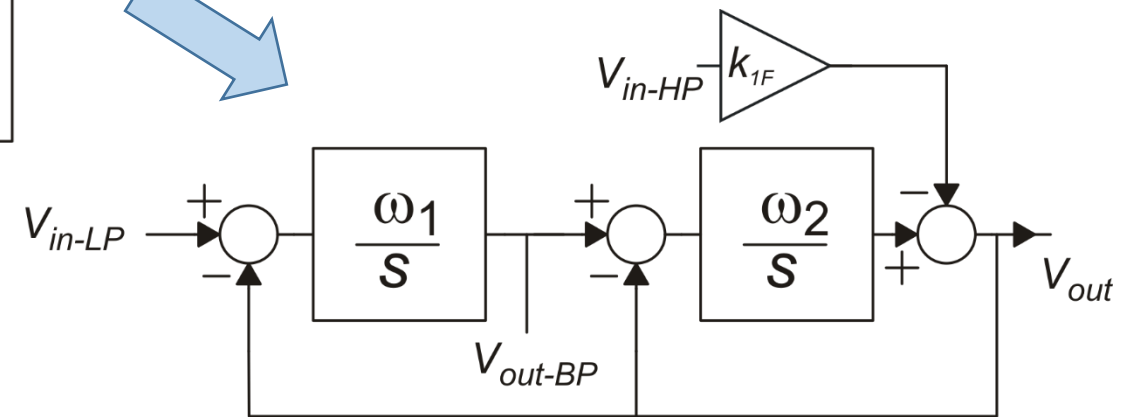 V_in-HP
k_1F
−
+
V_in-LP
−
ω1
s
V_out-BP
+
−
ω2
s
+
V_out